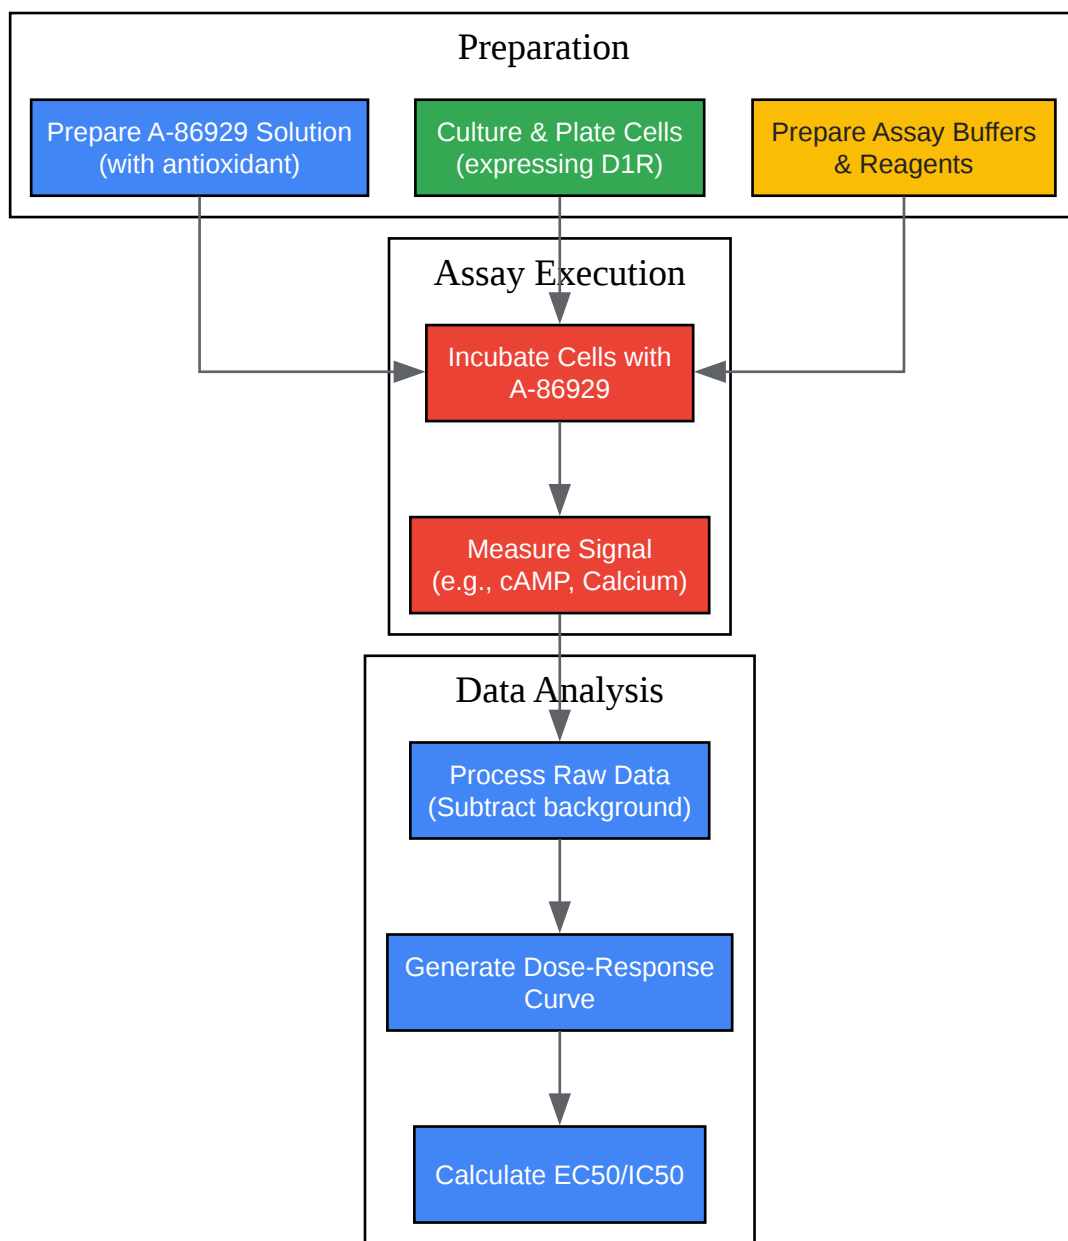 Preparation
Prepare A-86929 Solution
(with antioxidant)
Culture & Plate Cells
(expressing D1R)
Prepare Assay Buffers
& Reagents
Assay Execution
Incubate Cells with
A-86929
Measure Signal
(e.g., cAMP, Calcium)
Data Analysis
Process Raw Data
(Subtract background)
Generate Dose-Response
Curve
Calculate EC50/IC50